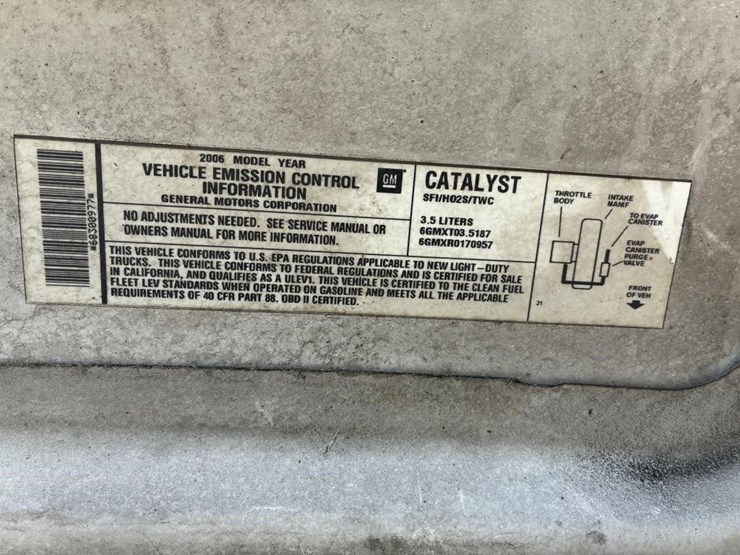 *68300977*
2006 MODEL YEAR
VEHICLE EMISSION CONTROL
INFORMATION
GENERAL MOTORS CORPORATION
GM
NO ADJUSTMENTS NEEDED. SEE SERVICE MANUAL OR
OWNERS MANUAL FOR MORE INFORMATION.
CATALYST
SFI/HO2S/TWC
3.5 LITERS
6GMXT03.5187
6GMXR0170957
THIS VEHICLE CONFORMS TO U.S. EPA REGULATIONS APPLICABLE TO NEW LIGHT-DUTY
TRUCKS. THIS VEHICLE CONFORMS TO FEDERAL REGULATIONS AND IS CERTIFIED FOR SALE
IN CALIFORNIA, AND QUALIFIES AS A ULEV1. THIS VEHICLE IS CERTIFIED TO THE CLEAN FUEL
FLEET LEV STANDARDS WHEN OPERATED ON GASOLINE AND MEETS ALL THE APPLICABLE
REQUIREMENTS OF 40 CFR PART 88. OBD II CERTIFIED.
THROTTLE
BODY
INTAKE
MANIF
TO EVAP
CANISTER
EVAP
CANISTER
PURGE
VALVE
FRONT
OF VEH
21